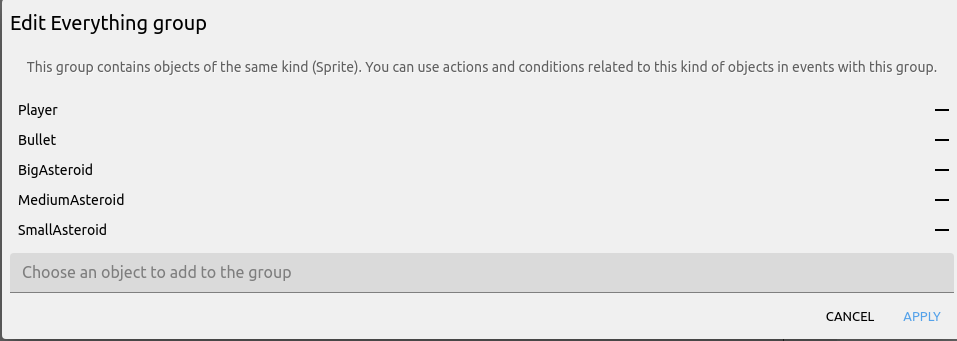 Edit Everything group
This group contains objects of the same kind (Sprite). You can use actions and conditions related to this kind of objects in events with this group.
Player
Bullet
BigAsteroid
MediumAsteroid
SmallAsteroid
Choose an object to add to the group
CANCEL APPLY